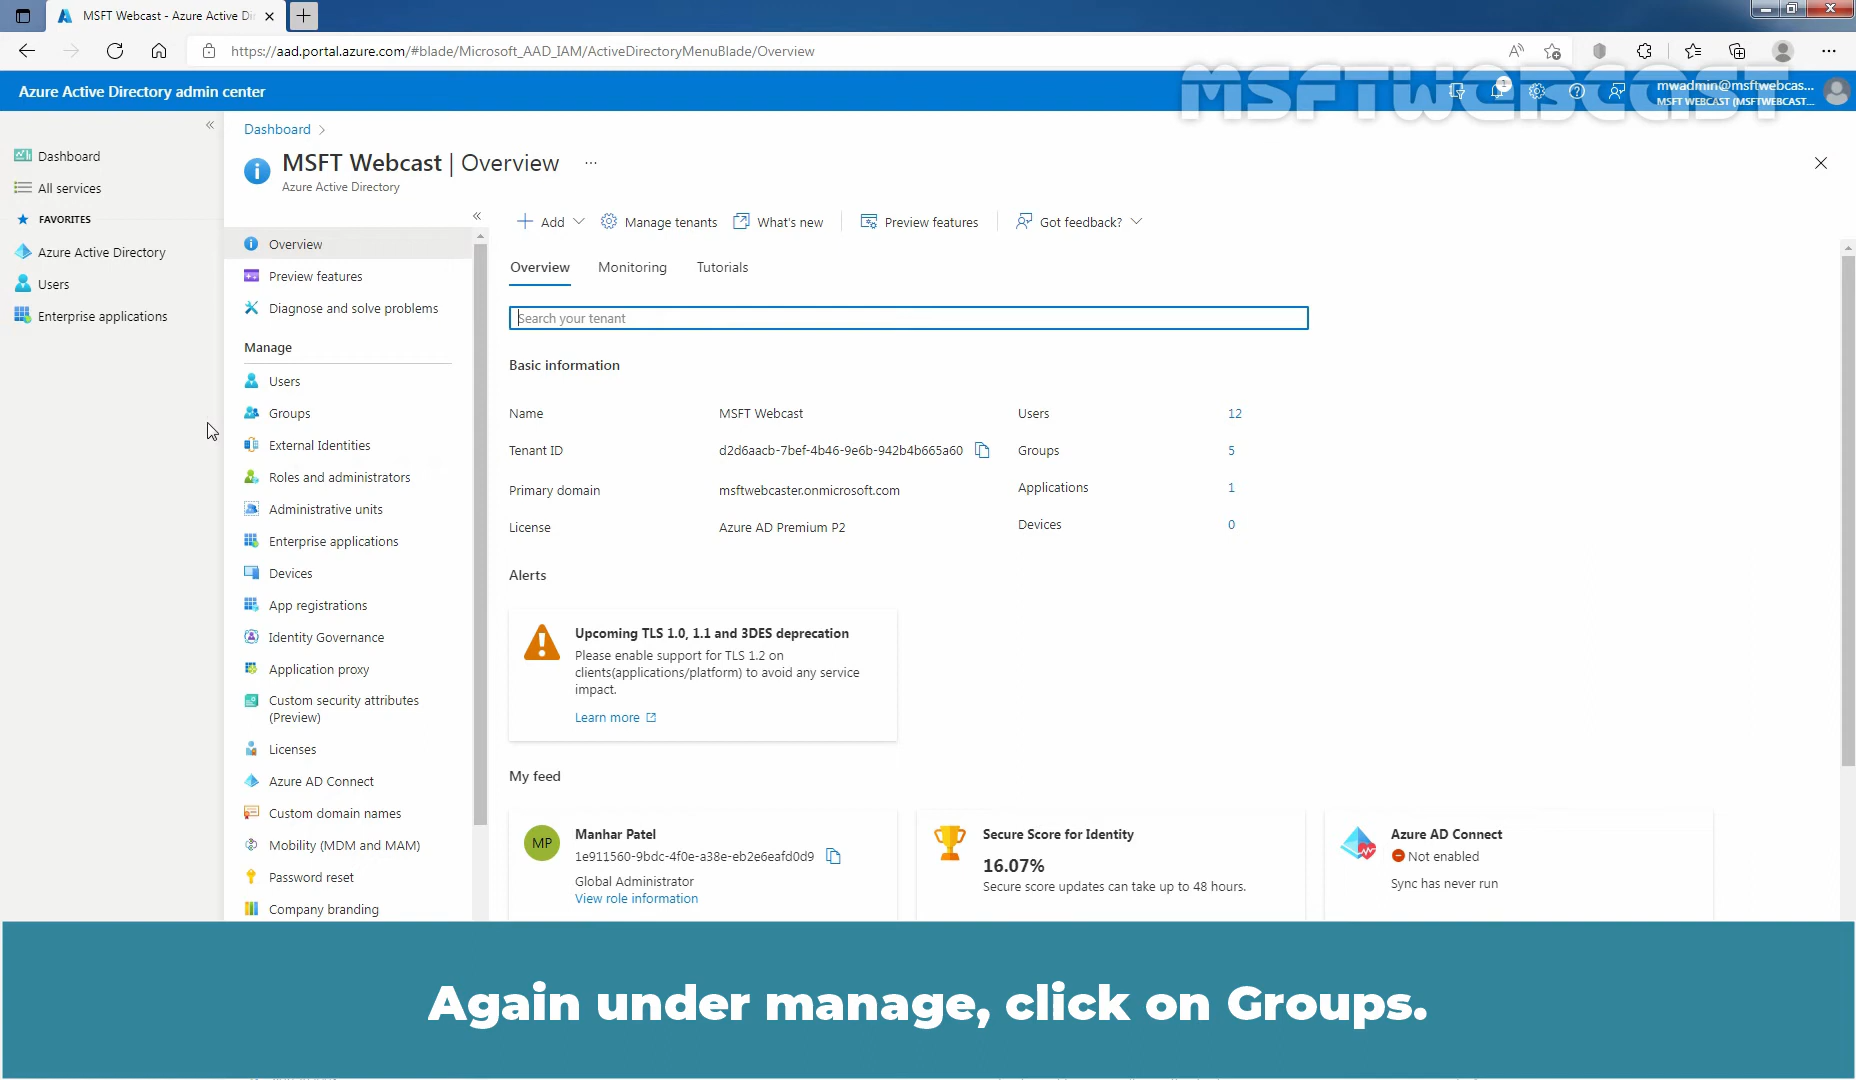 MSFT Webcast - Azure Active Di
https://aad.portal.azure.com/#blade/Microsoft_AAD_IAM/ActiveDirectoryMenuBlade/Overview
MSFTWEBCAST
Azure Active Directory admin center
1
mwadmin@msftwebcas...
MSFT WEBCAST (MSFTWEBCAST....
Dashboard
All services
FAVORITES
Azure Active Directory
Users
Enterprise applications
Dashboard
MSFT Webcast | Overview ...
Azure Active Directory
Overview
Preview features
Diagnose and solve problems
Manage
Users
Groups
External Identities
Roles and administrators
Administrative units
Enterprise applications
Devices
App registrations
Identity Governance
Application proxy
Custom security attributes
(Preview)
Licenses
Azure AD Connect
Custom domain names
Mobility (MDM and MAM)
Password reset
Company branding
Add Manage tenants What's new Preview features Got feedback?
Overview Monitoring Tutorials
Search your tenant
Basic information
Name MSFT Webcast Users 12
Tenant ID d2d6aacb-7bef-4b46-9e6b-942b4b665a60 Groups 5
Primary domain msftwebcaster.onmicrosoft.com Applications 1
License Azure AD Premium P2 Devices 0
Alerts
Upcoming TLS 1.0, 1.1 and 3DES deprecation
Please enable support for TLS 1.2 on
clients(applications/platform) to avoid any service
impact.
Learn more
My feed
MP
Manhar Patel
1e911560-9bdc-4f0e-a38e-eb2e6eafd0d9
Global Administrator
View role information
Secure Score for Identity
16.07%
Secure score updates can take up to 48 hours.
Azure AD Connect
Not enabled
Sync has never run
Again under manage, click on Groups.